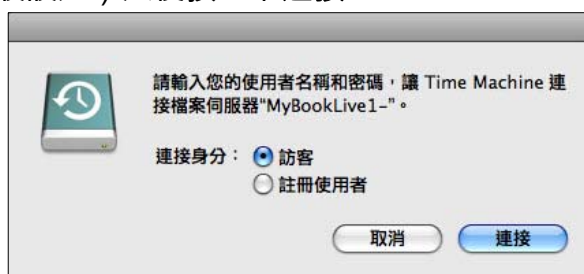 請輸入您的使用者名稱和密碼，讓 Time Machine 連
接檔案伺服器"MyBookLive1-"。
連接身分：訪客
註冊使用者
取消 連接